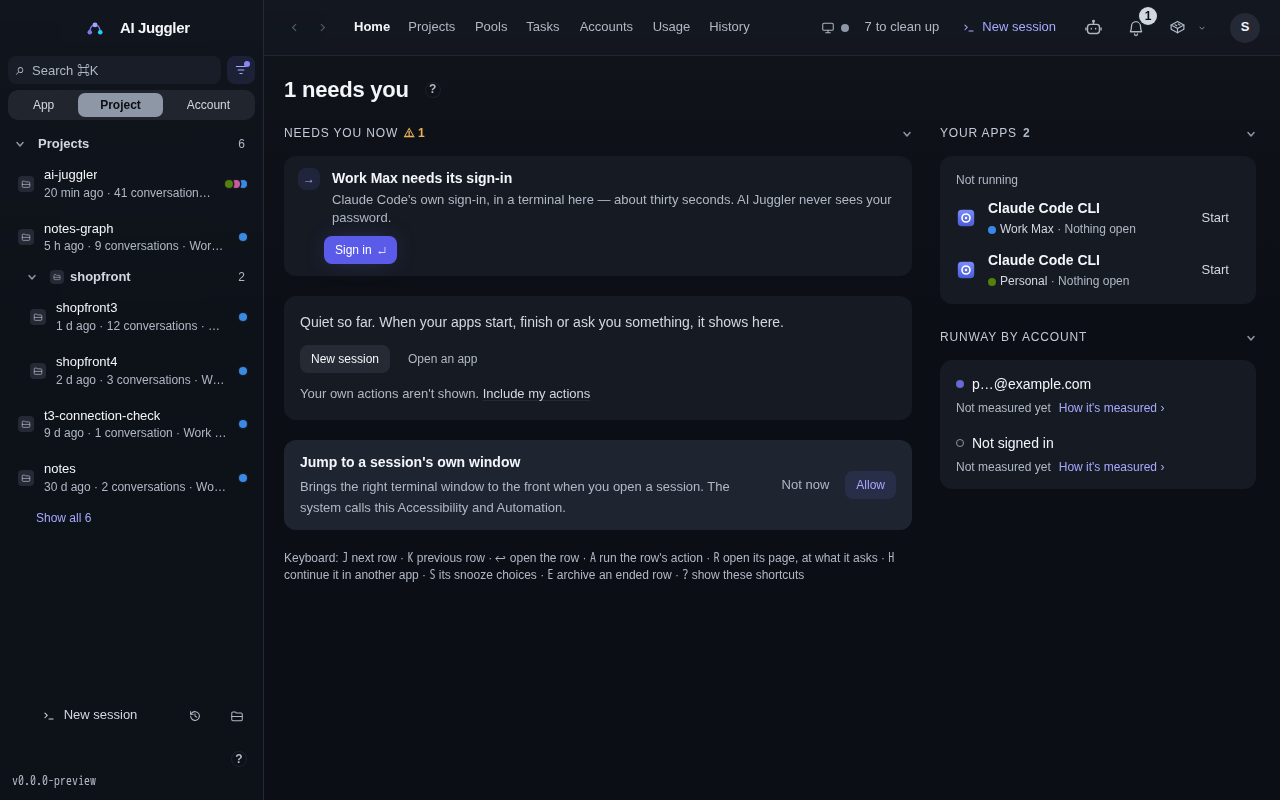 AI Juggler
Search ⌘K
App Project Account
Projects 6
ai-juggler
20 min ago · 41 conversation…
notes-graph
5 h ago · 9 conversations · Wor…
shopfront 2
shopfront3
1 d ago · 12 conversations · …
shopfront4
2 d ago · 3 conversations · W…
t3-connection-check
9 d ago · 1 conversation · Work …
notes
30 d ago · 2 conversations · Wo…
Show all 6
New session
?
v0.0.0-preview
Home Projects Pools Tasks Accounts Usage History
7 to clean up
New session
1
S
1 needs you ?
NEEDS YOU NOW 1
→ Work Max needs its sign-in
Claude Code's own sign-in, in a terminal here — about thirty seconds. AI Juggler never sees your
password.
Sign in ↵
Quiet so far. When your apps start, finish or ask you something, it shows here.
New session Open an app
Your own actions aren't shown. Include my actions
Jump to a session's own window
Brings the right terminal window to the front when you open a session. The
system calls this Accessibility and Automation.
Not now Allow
Keyboard: J next row · K previous row · ↩ open the row · A run the row's action · R open its page, at what it asks · H
continue it in another app · S its snooze choices · E archive an ended row · ? show these shortcuts
YOUR APPS 2
Not running
Claude Code CLI
Work Max · Nothing open
Start
Claude Code CLI
Personal · Nothing open
Start
RUNWAY BY ACCOUNT
p…@example.com
Not measured yet How it's measured ›
Not signed in
Not measured yet How it's measured ›